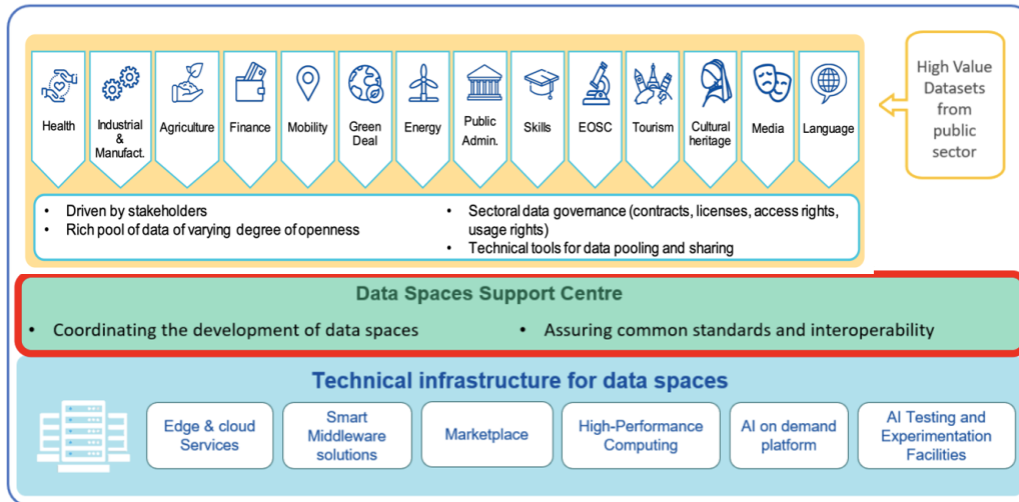 Health
Industrial
&
Manufact.
Agriculture
Finance
Mobility
Green
Deal
Energy
Public
Admin.
Skills
EOSC
Tourism
Cultural
heritage
Media
Language
High Value
Datasets
from
public
sector
• Driven by stakeholders
• Rich pool of data of varying degree of openness
• Sectoral data governance (contracts, licenses, access rights,
usage rights)
• Technical tools for data pooling and sharing
Data Spaces Support Centre
• Coordinating the development of data spaces
• Assuring common standards and interoperability
Technical infrastructure for data spaces
Edge & cloud
Services
Smart
Middleware
solutions
Marketplace
High-Performance
Computing
AI on demand
platform
AI Testing and
Experimentation
Facilities